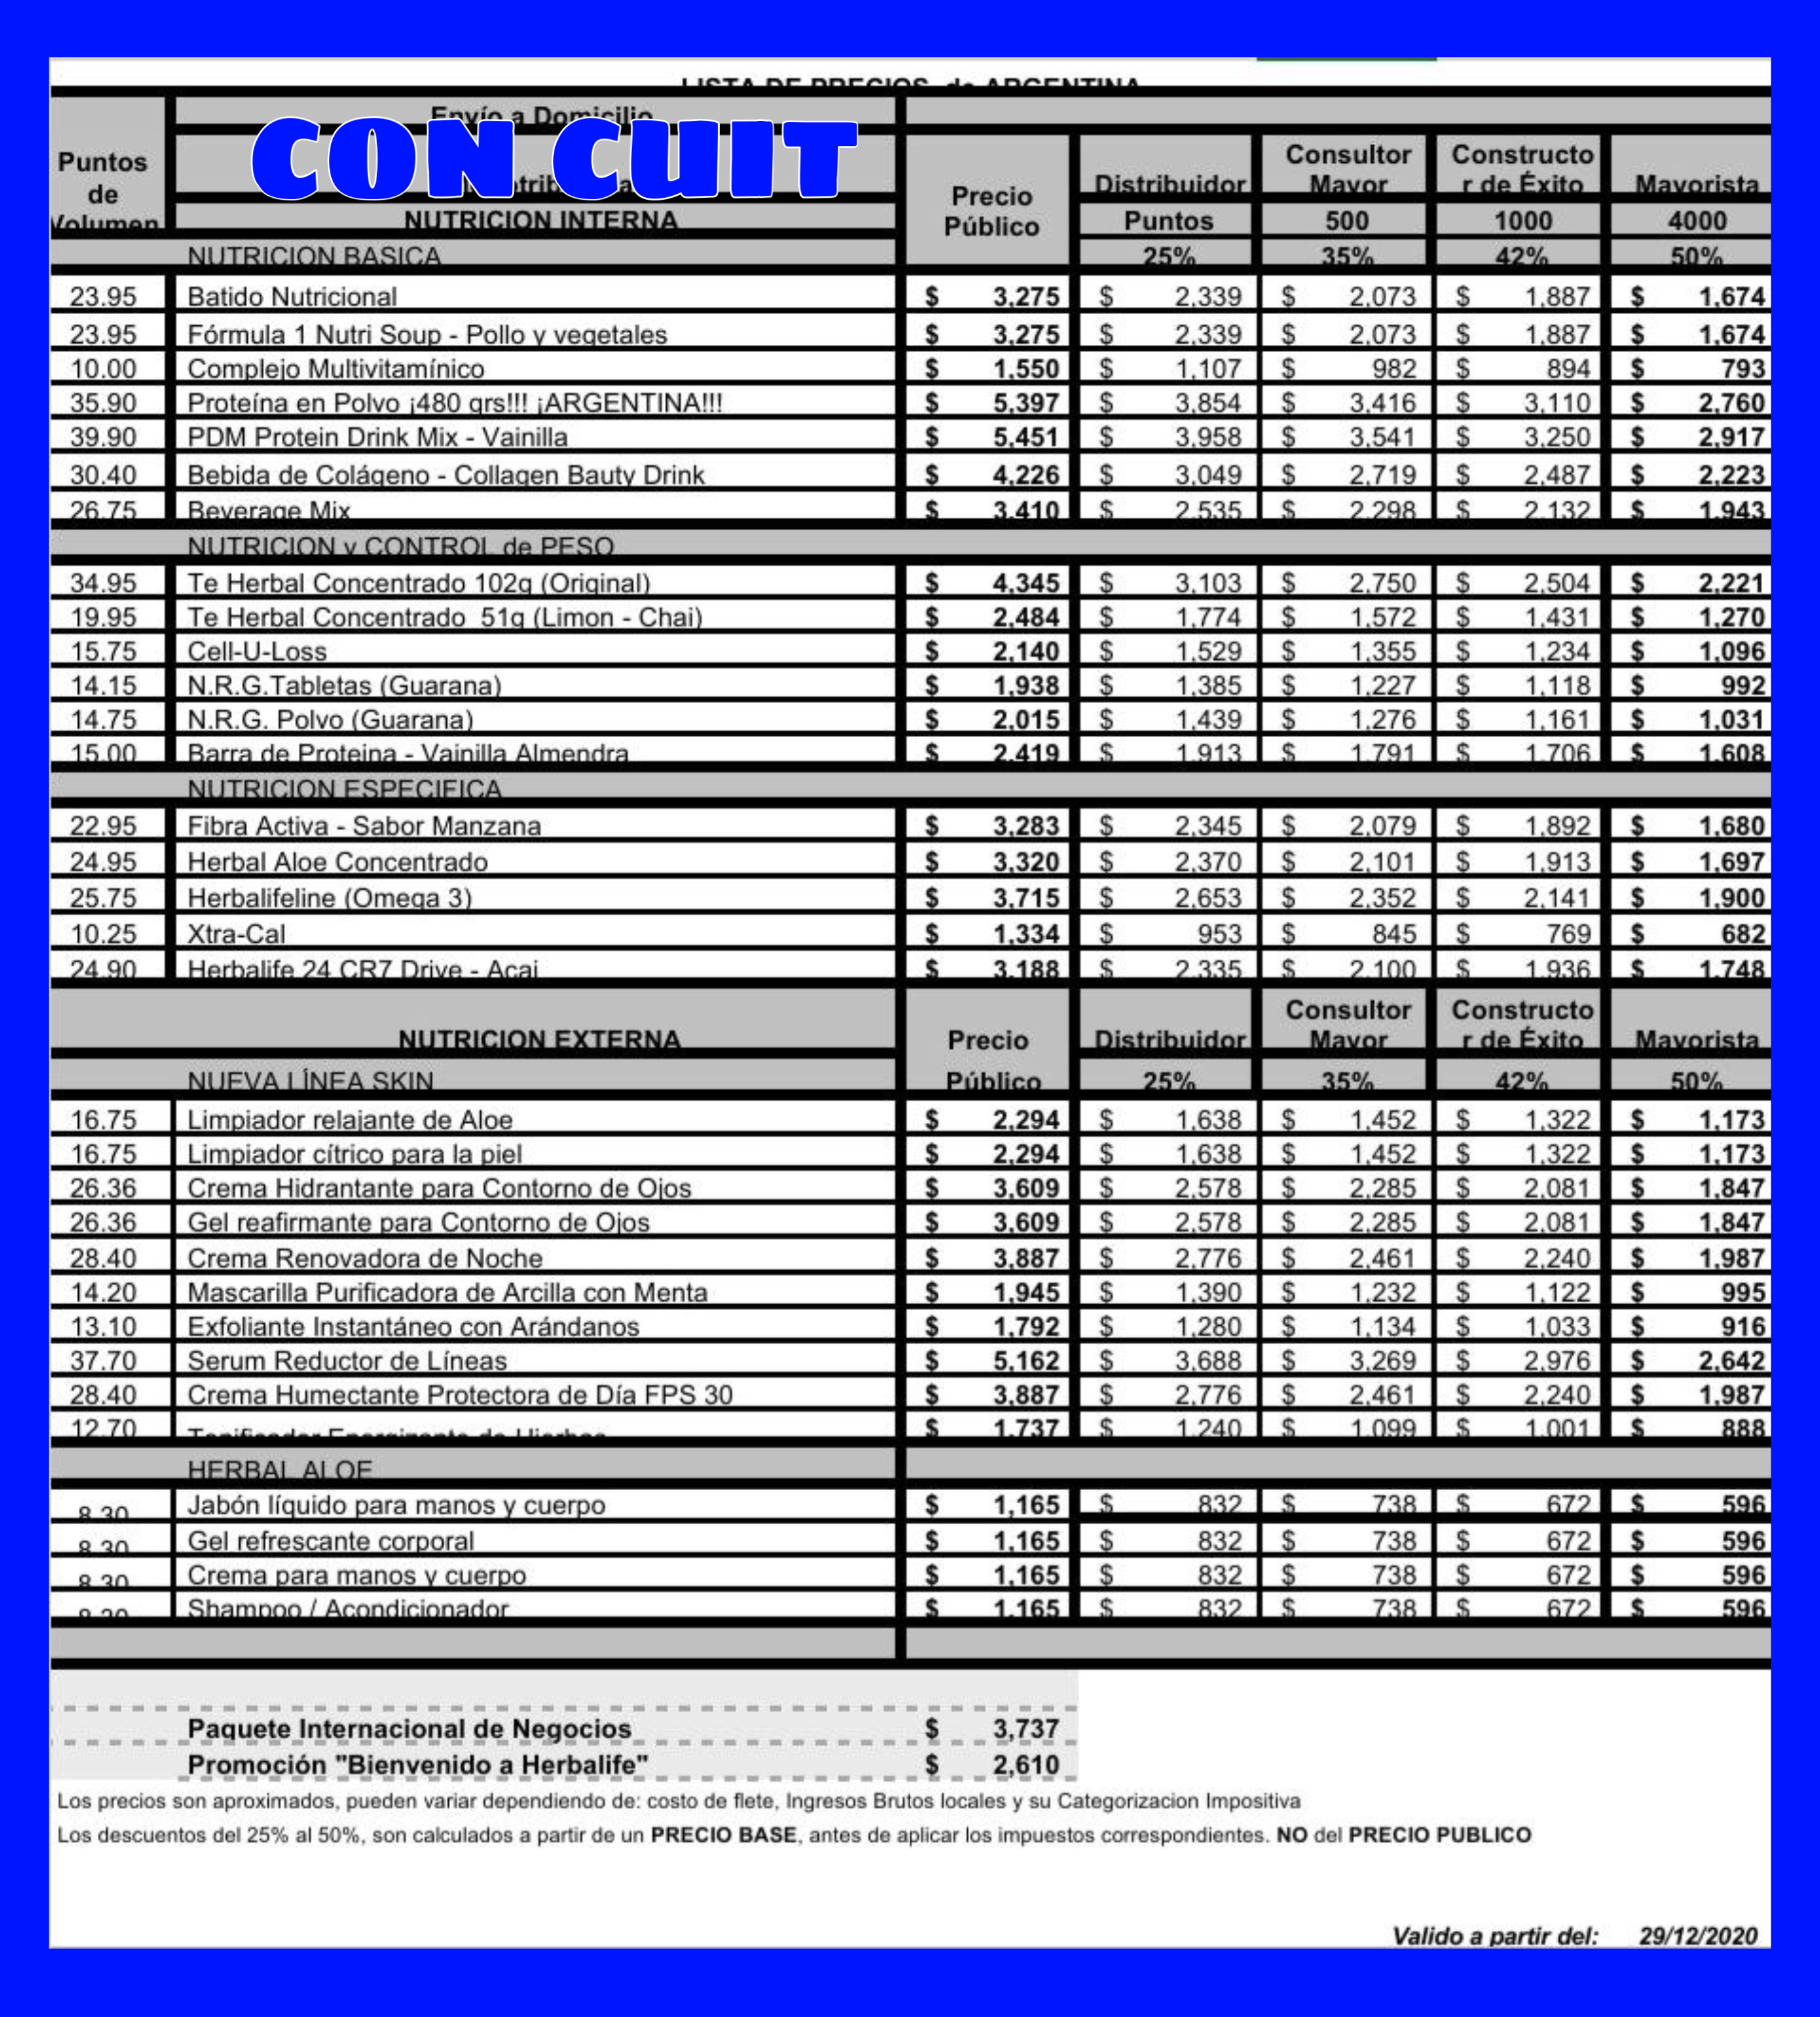 LISTA DE PRECIOS de ARGENTINA
Envío a Domicilio
CON CUIT
Puntos de Volumen
Precio Público
Distribuidor Consultor Mayor Constructo r de Éxito Mayorista
NUTRICION INTERNA Puntos 500 1000 4000
NUTRICION BASICA 25% 35% 42% 50%
23.95 Batido Nutricional $ 3,275 $ 2,339 $ 2,073 $ 1,887 $ 1,674
23.95 Fórmula 1 Nutri Soup - Pollo y vegetales $ 3,275 $ 2,339 $ 2,073 $ 1,887 $ 1,674
10.00 Complejo Multivitamínico $ 1,550 $ 1,107 $ 982 $ 894 $ 793
35.90 Proteína en Polvo ¡480 grs!!! ¡ARGENTINA!!! $ 5,397 $ 3,854 $ 3,416 $ 3,110 $ 2,760
39.90 PDM Protein Drink Mix - Vainilla $ 5,451 $ 3,958 $ 3,541 $ 3,250 $ 2,917
30.40 Bebida de Colágeno - Collagen Bauty Drink $ 4,226 $ 3,049 $ 2,719 $ 2,487 $ 2,223
26.75 Beverage Mix $ 3,410 $ 2,535 $ 2,298 $ 2,132 $ 1,943
NUTRICION y CONTROL de PESO
34.95 Te Herbal Concentrado 102g (Original) $ 4,345 $ 3,103 $ 2,750 $ 2,504 $ 2,221
19.95 Te Herbal Concentrado 51g (Limon - Chai) $ 2,484 $ 1,774 $ 1,572 $ 1,431 $ 1,270
15.75 Cell-U-Loss $ 2,140 $ 1,529 $ 1,355 $ 1,234 $ 1,096
14.15 N.R.G.Tabletas (Guarana) $ 1,938 $ 1,385 $ 1,227 $ 1,118 $ 992
14.75 N.R.G. Polvo (Guarana) $ 2,015 $ 1,439 $ 1,276 $ 1,161 $ 1,031
15.00 Barra de Proteina - Vainilla Almendra $ 2,419 $ 1,913 $ 1,791 $ 1,706 $ 1,608
NUTRICION ESPECIFICA
22.95 Fibra Activa - Sabor Manzana $ 3,283 $ 2,345 $ 2,079 $ 1,892 $ 1,680
24.95 Herbal Aloe Concentrado $ 3,320 $ 2,370 $ 2,101 $ 1,913 $ 1,697
25.75 Herbalifeline (Omega 3) $ 3,715 $ 2,653 $ 2,352 $ 2,141 $ 1,900
10.25 Xtra-Cal $ 1,334 $ 953 $ 845 $ 769 $ 682
24.90 Herbalife 24 CR7 Drive - Acai $ 3,188 $ 2,335 $ 2,100 $ 1,936 $ 1,748
NUTRICION EXTERNA Precio Público Distribuidor Consultor Mayor Constructo r de Éxito Mayorista
NUEVA LÍNEA SKIN 25% 35% 42% 50%
16.75 Limpiador relajante de Aloe $ 2,294 $ 1,638 $ 1,452 $ 1,322 $ 1,173
16.75 Limpiador cítrico para la piel $ 2,294 $ 1,638 $ 1,452 $ 1,322 $ 1,173
26.36 Crema Hidrantante para Contorno de Ojos $ 3,609 $ 2,578 $ 2,285 $ 2,081 $ 1,847
26.36 Gel reafirmante para Contorno de Ojos $ 3,609 $ 2,578 $ 2,285 $ 2,081 $ 1,847
28.40 Crema Renovadora de Noche $ 3,887 $ 2,776 $ 2,461 $ 2,240 $ 1,987
14.20 Mascarilla Purificadora de Arcilla con Menta $ 1,945 $ 1,390 $ 1,232 $ 1,122 $ 995
13.10 Exfoliante Instantáneo con Arándanos $ 1,792 $ 1,280 $ 1,134 $ 1,033 $ 916
37.70 Serum Reductor de Líneas $ 5,162 $ 3,688 $ 3,269 $ 2,976 $ 2,642
28.40 Crema Humectante Protectora de Día FPS 30 $ 3,887 $ 2,776 $ 2,461 $ 2,240 $ 1,987
12.70 Tonificador Energizante de Hierbas $ 1,737 $ 1,240 $ 1,099 $ 1,001 $ 888
HERBAL ALOE
8.30 Jabón líquido para manos y cuerpo $ 1,165 $ 832 $ 738 $ 672 $ 596
8.30 Gel refrescante corporal $ 1,165 $ 832 $ 738 $ 672 $ 596
8.30 Crema para manos y cuerpo $ 1,165 $ 832 $ 738 $ 672 $ 596
Shampoo / Acondicionador $ 1,165 $ 832 $ 738 $ 672 $ 596
Paquete Internacional de Negocios $ 3,737
Promoción "Bienvenido a Herbalife" $ 2,610
Los precios son aproximados, pueden variar dependiendo de: costo de flete, Ingresos Brutos locales y su Categorizacion Impositiva
Los descuentos del 25% al 50%, son calculados a partir de un PRECIO BASE, antes de aplicar los impuestos correspondientes. NO del PRECIO PUBLICO
Valido a partir del: 29/12/2020